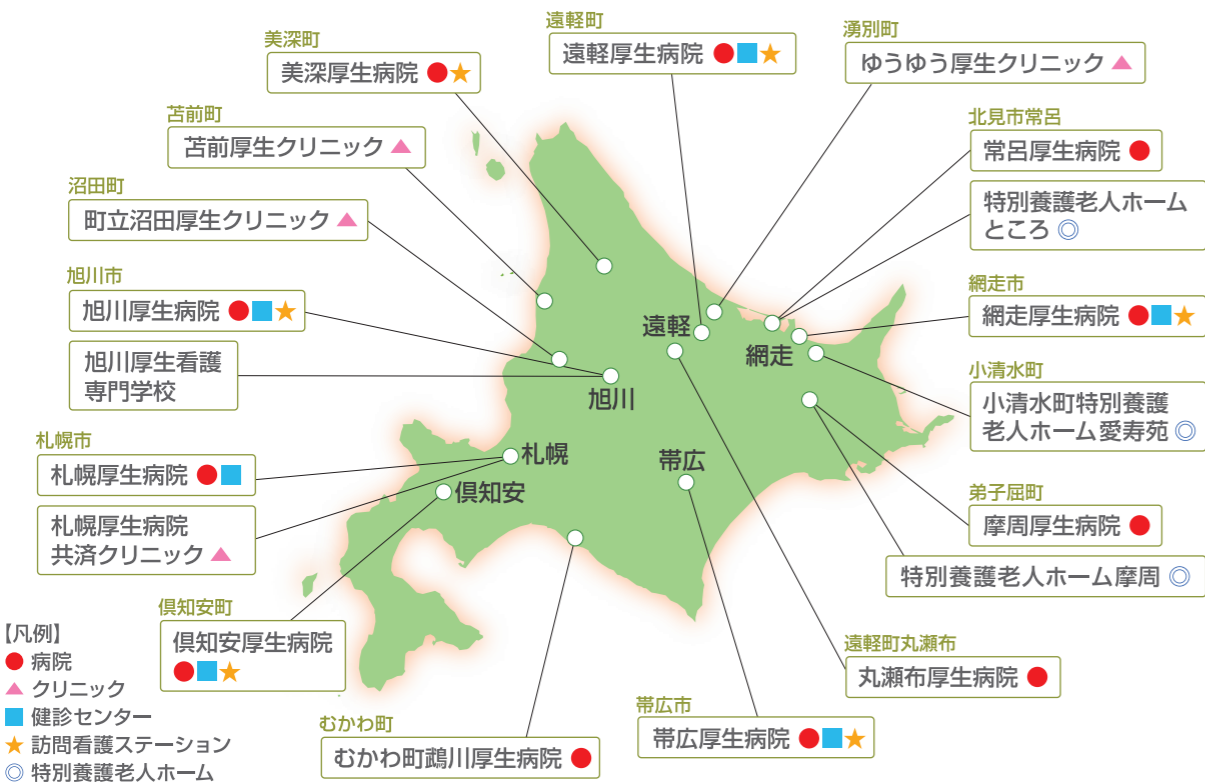 美深町
美深厚生病院 ●★
遠軽町
遠軽厚生病院 ●■★
湧別町
ゆうゆう厚生クリニック ▲
苫前町
苫前厚生クリニック ▲
北見市常呂
常呂厚生病院 ●
特別養護老人ホーム
ところ ◎
沼田町
町立沼田厚生クリニック ▲
旭川市
旭川厚生病院 ●■★
旭川厚生看護
専門学校
網走市
網走厚生病院 ●■★
小清水町
小清水町特別養護
老人ホーム愛寿苑 ◎
遠軽
網走
旭川
札幌
倶知安
帯広
札幌市
札幌厚生病院 ●■
札幌厚生病院
共済クリニック ▲
弟子屈町
摩周厚生病院 ●
特別養護老人ホーム摩周 ◎
倶知安町
倶知安厚生病院
●■★
遠軽町丸瀬布
丸瀬布厚生病院 ●
むかわ町
むかわ町鵡川厚生病院 ●
帯広市
帯広厚生病院 ●■★
【凡例】
● 病院
▲ クリニック
■ 健診センター
★ 訪問看護ステーション
◎ 特別養護老人ホーム